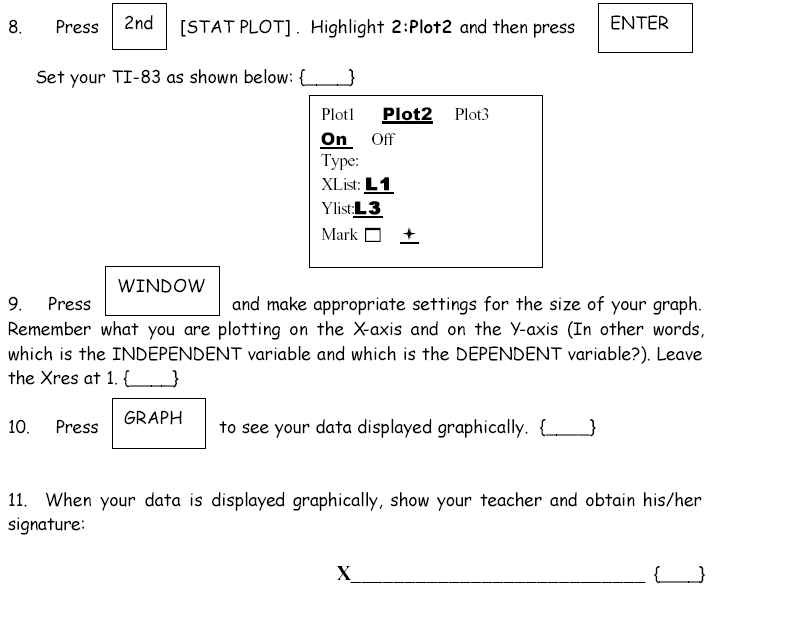 8. Press 2nd [STAT PLOT] . Highlight 2:Plot2 and then press ENTER
Set your TI-83 as shown below: {____}
Plot1 Plot2 Plot3
On Off
Type:
XList: L1
Ylist:L3
Mark □ +
9. Press WINDOW and make appropriate settings for the size of your graph.
Remember what you are plotting on the X-axis and on the Y-axis (In other words,
which is the INDEPENDENT variable and which is the DEPENDENT variable?). Leave
the Xres at 1. {____}
10. Press GRAPH to see your data displayed graphically. {____}
11. When your data is displayed graphically, show your teacher and obtain his/her
signature:
X____________________________ {____}